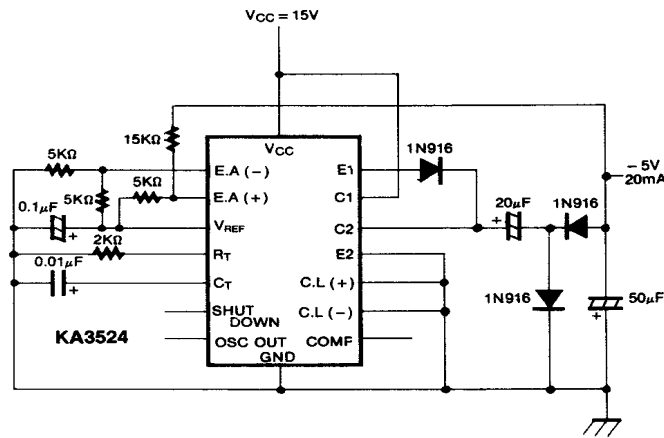 VCC = 15V
15KΩ
VCC
5KΩ
E.A (−)
E1
1N916
− 5V
20mA
5KΩ
5KΩ
E.A (+)
C1
0.1μF
+
VREF
C2
20μF
+
1N916
2KΩ
RT
E2
0.01μF
+
CT
C.L (+)
1N916
50μF
+
SHUT
DOWN
C.L (−)
KA3524
OSC OUT
COMP
GND